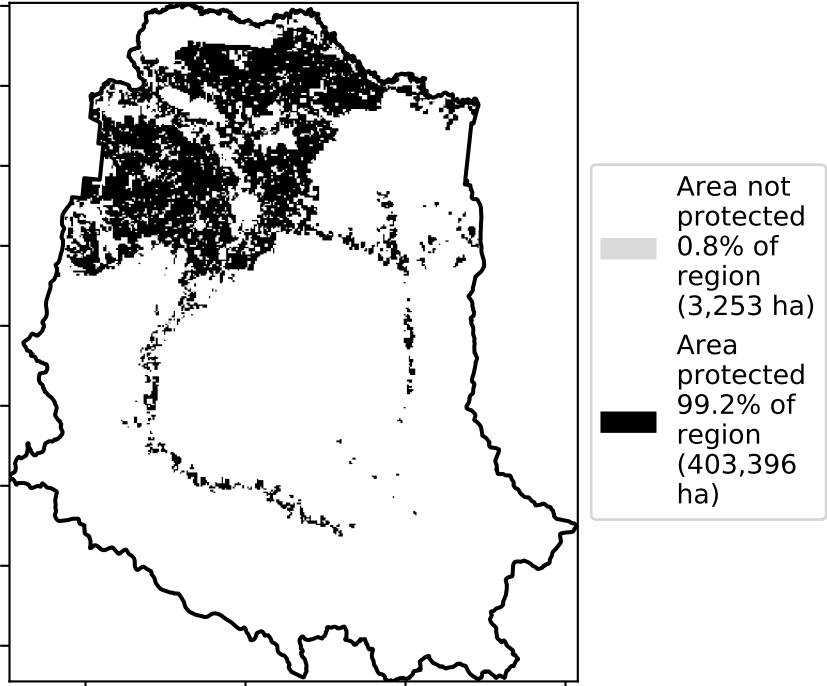 Area not
protected
0.8% of
region
(3,253 ha)
Area
protected
99.2% of
region
(403,396
ha)